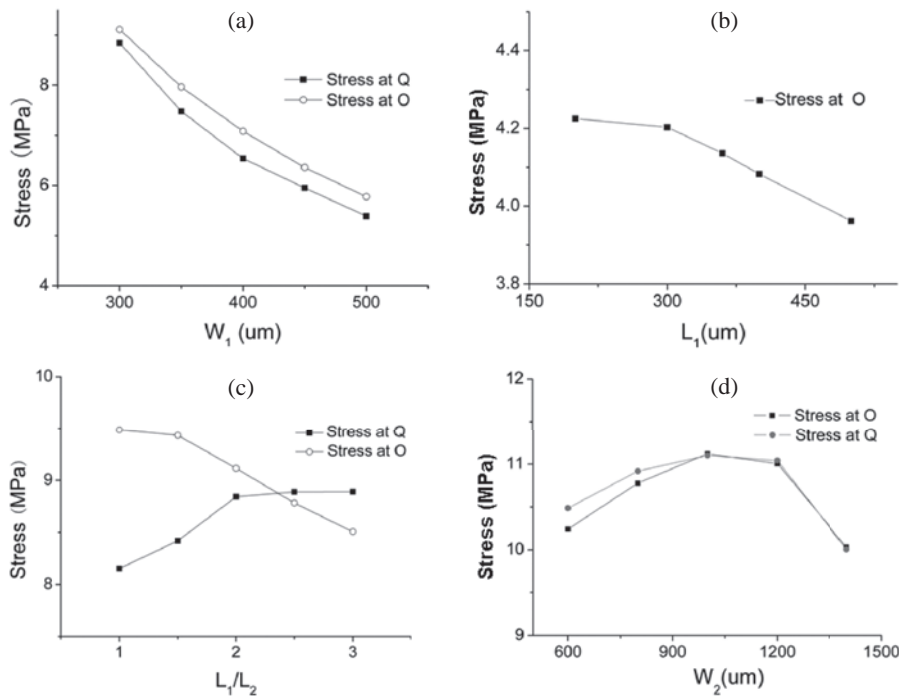 (a)
Stress (MPa)
8
6
4
300
400
500
W1 (um)
Stress at Q
Stress at O
(b)
Stress (MPa)
4.4
4.2
4.0
3.8
150
300
450
L1(um)
Stress at O
(c)
Stress (MPa)
10
9
8
1
2
3
L1/L2
Stress at Q
Stress at O
(d)
Stress (MPa)
12
11
10
9
600
900
1200
1500
W2(um)
Stress at O
Stress at Q